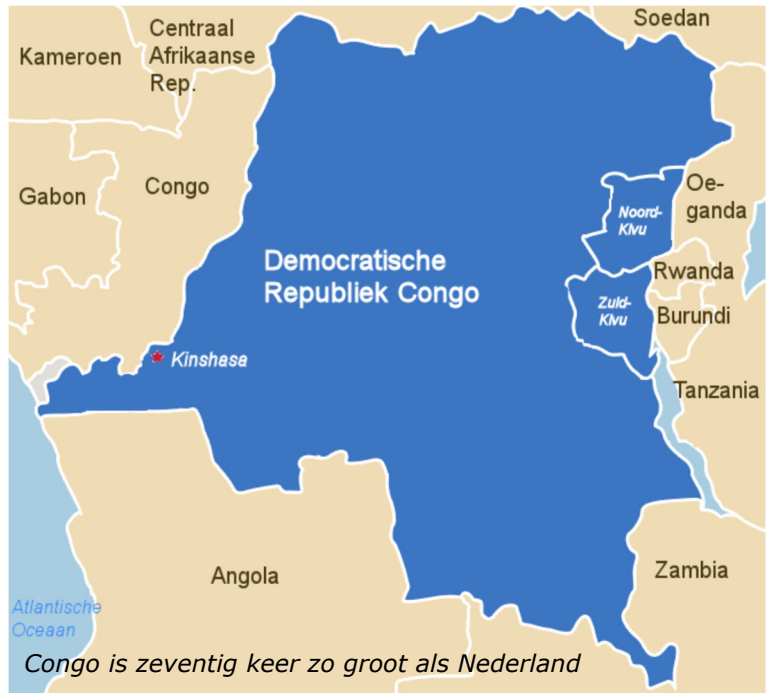 Soedan
Centraal
Afrikaanse
Rep.
Kameroen
Gabon
Congo
Oe-
ganda
Noord-
Kivu
Democratische
Republiek Congo
Rwanda
Zuid-
Kivu
Burundi
Kinshasa
Tanzania
Angola
Zambia
Atlantische
Oceaan
Congo is zeventig keer zo groot als Nederland